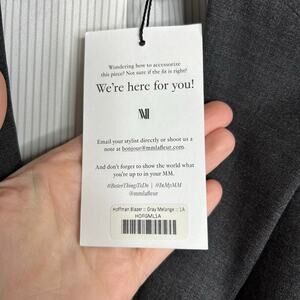 Wondering how to accessorize
this piece? Not sure if the fit is right?
We're here for you!
Email your stylist directly or shoot us a
note at bonjour@mmlafleur.com.
And don't forget to show the world what
you're up to in your MM.
#BetterThingsToDo | #InMyMM
@mmlafleur
Hoffman Blazer :: Gray Melange :: 1A
HOFGML1A